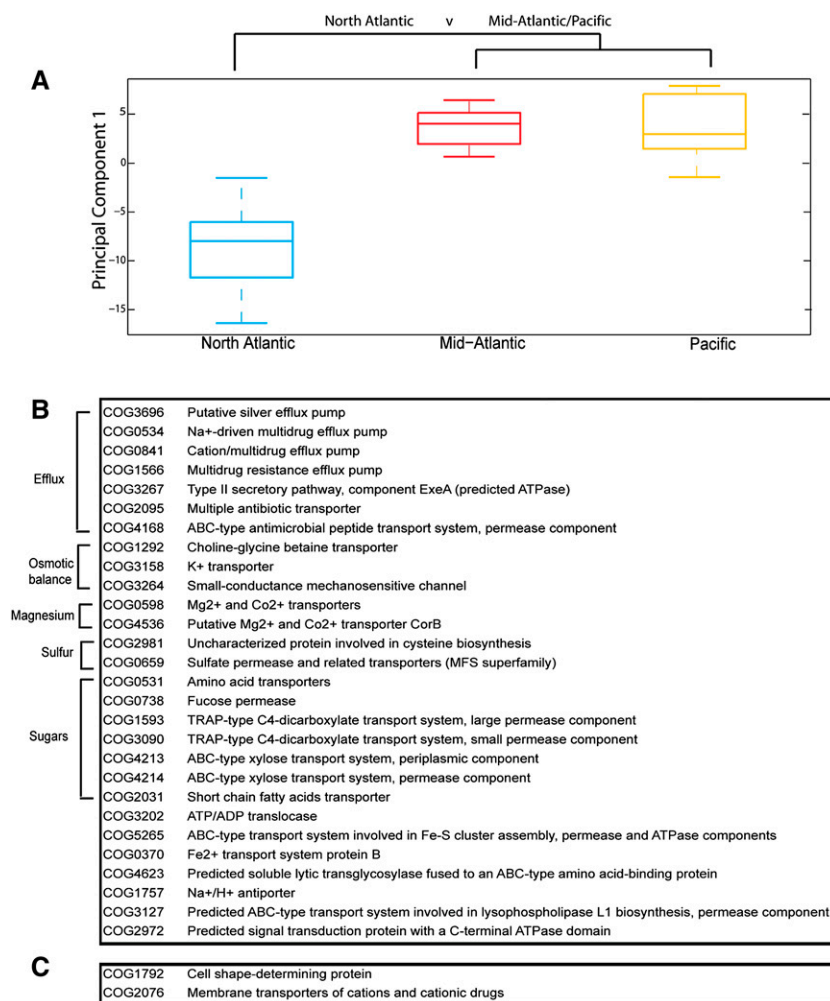 North Atlantic v Mid-Atlantic/Pacific
A
Principal Component 1
5
0
−5
−10
−15
North Atlantic Mid−Atlantic Pacific
B
Efflux
COG3696 Putative silver efflux pump
COG0534 Na+-driven multidrug efflux pump
COG0841 Cation/multidrug efflux pump
COG1566 Multidrug resistance efflux pump
COG3267 Type II secretory pathway, component ExeA (predicted ATPase)
COG2095 Multiple antibiotic transporter
COG4168 ABC-type antimicrobial peptide transport system, permease component
Osmotic
balance
COG1292 Choline-glycine betaine transporter
COG3158 K+ transporter
COG3264 Small-conductance mechanosensitive channel
Magnesium
COG0598 Mg2+ and Co2+ transporters
COG4536 Putative Mg2+ and Co2+ transporter CorB
Sulfur
COG2981 Uncharacterized protein involved in cysteine biosynthesis
COG0659 Sulfate permease and related transporters (MFS superfamily)
Sugars
COG0531 Amino acid transporters
COG0738 Fucose permease
COG1593 TRAP-type C4-dicarboxylate transport system, large permease component
COG3090 TRAP-type C4-dicarboxylate transport system, small permease component
COG4213 ABC-type xylose transport system, periplasmic component
COG4214 ABC-type xylose transport system, permease component
COG2031 Short chain fatty acids transporter
COG3202 ATP/ADP translocase
COG5265 ABC-type transport system involved in Fe-S cluster assembly, permease and ATPase components
COG0370 Fe2+ transport system protein B
COG4623 Predicted soluble lytic transglycosylase fused to an ABC-type amino acid-binding protein
COG1757 Na+/H+ antiporter
COG3127 Predicted ABC-type transport system involved in lysophospholipase L1 biosynthesis, permease component
COG2972 Predicted signal transduction protein with a C-terminal ATPase domain
C
COG1792 Cell shape-determining protein
COG2076 Membrane transporters of cations and cationic drugs